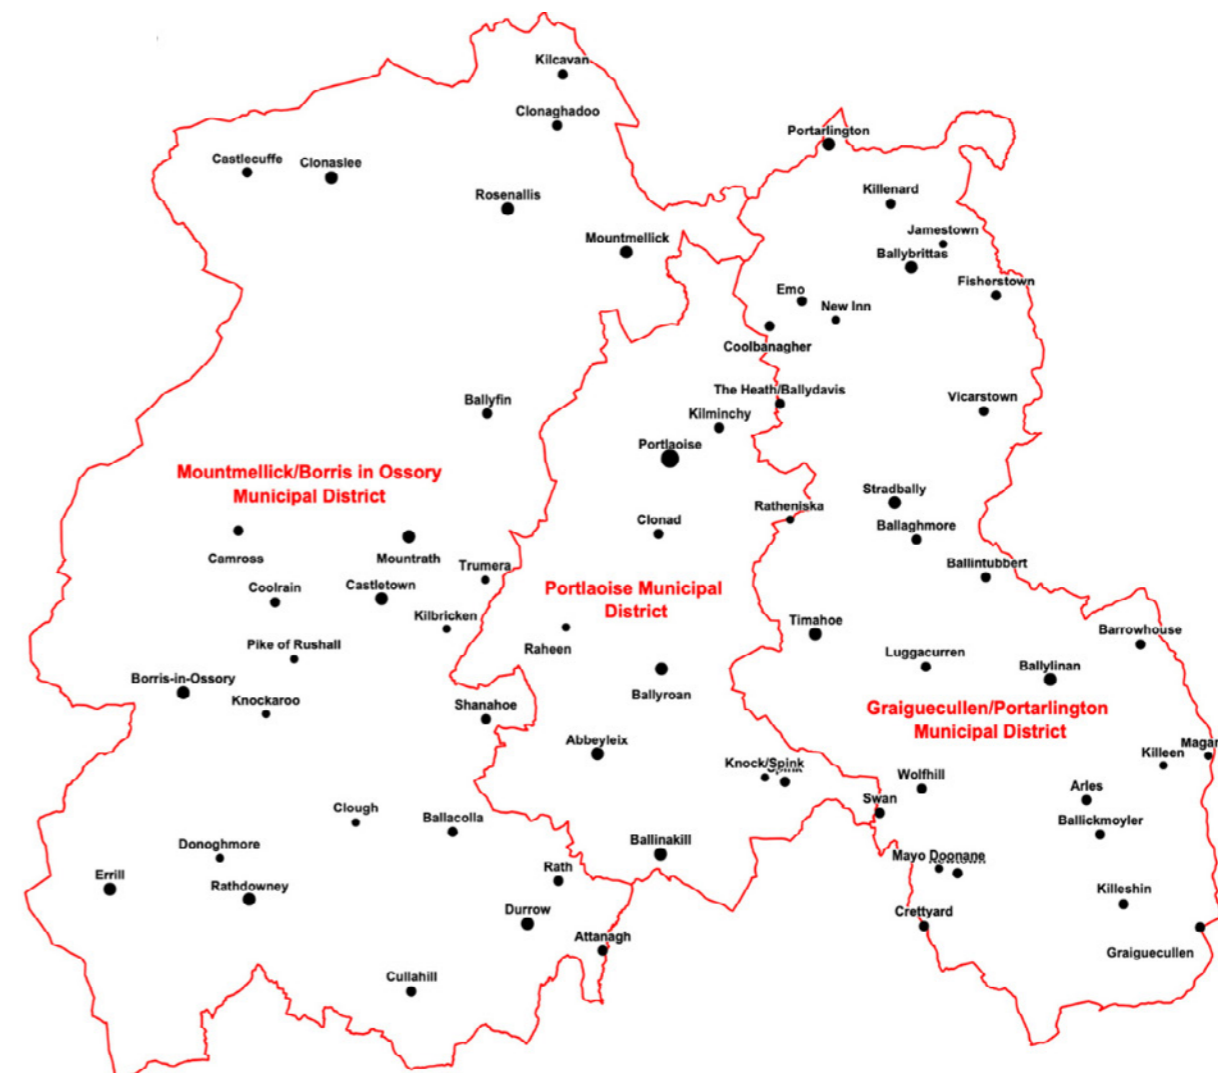 Kilcavan
Clonaghadoo
Portarlington
Castlecuffe
Clonaslee
Rosenallis
Killenard
Mountmellick
Jamestown
Ballybrittas
Fisherstown
Emo
New Inn
Coolbanagher
The Heath/Ballydavis
Ballyfin
Kilminchy
Vicarstown
Portlaoise
Mountmellick/Borris in Ossory
Municipal District
Stradbally
Ratheniska
Clonad
Ballaghmore
Camross
Mountrath
Trumera
Ballintubbert
Coolrain
Castletown
Portlaoise Municipal
District
Kilbricken
Timahoe
Barrowhouse
Pike of Rushall
Raheen
Luggacurren
Ballylinan
Borris-in-Ossory
Knockaroo
Ballyroan
Shanahoe
Graiguecullen/Portarlington
Municipal District
Abbeyleix
Magan
Killeen
Knock/Spink
Wolfhill
Arles
Swan
Clough
Ballacolla
Ballickmoyler
Donoghmore
Ballinakill
Mayo Doonane
Errill
Rathdowney
Rath
Killeshin
Durrow
Crettyard
Attanagh
Graiguecullen
Cullahill